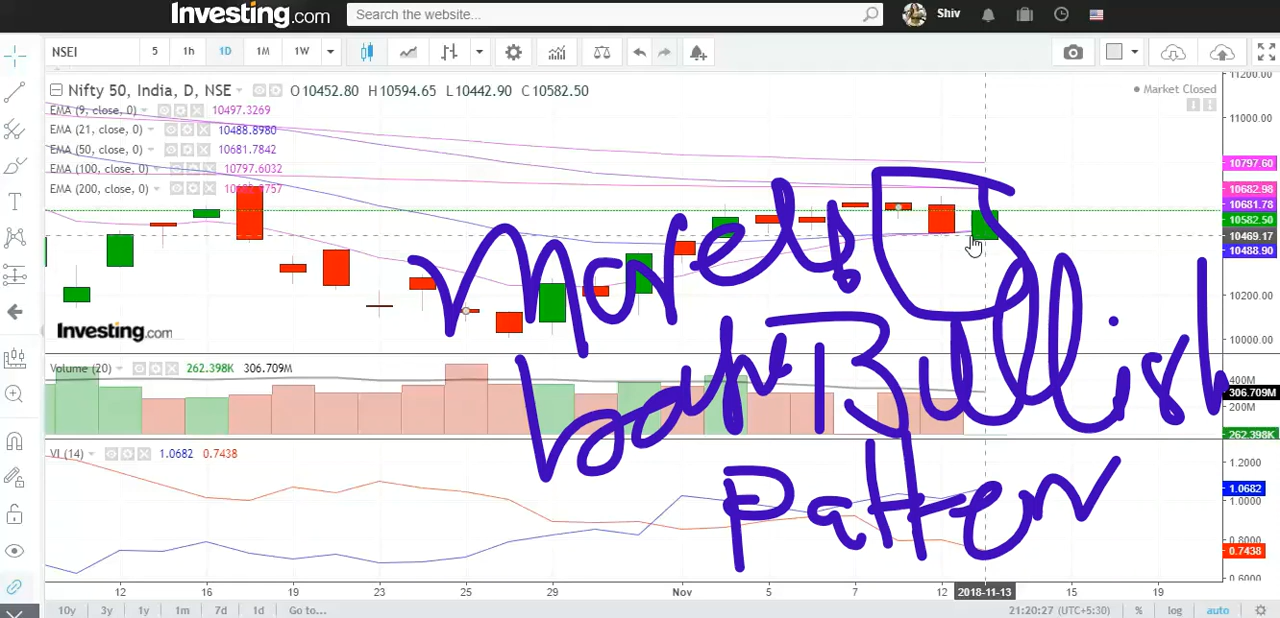 Investing.com
Search the website...
Shiv
NSEI
5
1h
1D
1M
1W
Nifty 50, India, D, NSE
O10452.80 H10594.65 L10442.90 C10582.50
Market Closed
EMA (9, close, 0) 10497.3269
EMA (21, close, 0) 10488.8980
EMA (50, close, 0) 10681.7842
EMA (100, close, 0) 10797.6032
EMA (200, close, 0)
11200.00
11000.00
10797.60
10682.98
10681.78
10582.50
10469.17
10488.90
10200.00
10000.00
Bullish
Pattern
Investing.com
Volume (20) 262.398K 306.709M
400M
306.709M
200M
262.398K
VI (14) 1.0682 0.7438
1.2000
1.0682
1.0000
0.8000
0.7438
0.6000
12 16 19 23 25 29 Nov 5 7 12 2018-11-13 15 19
21:20:27 (UTC+5:30)
10y 3y 1y 1m 7d 1d Go to...
% log auto